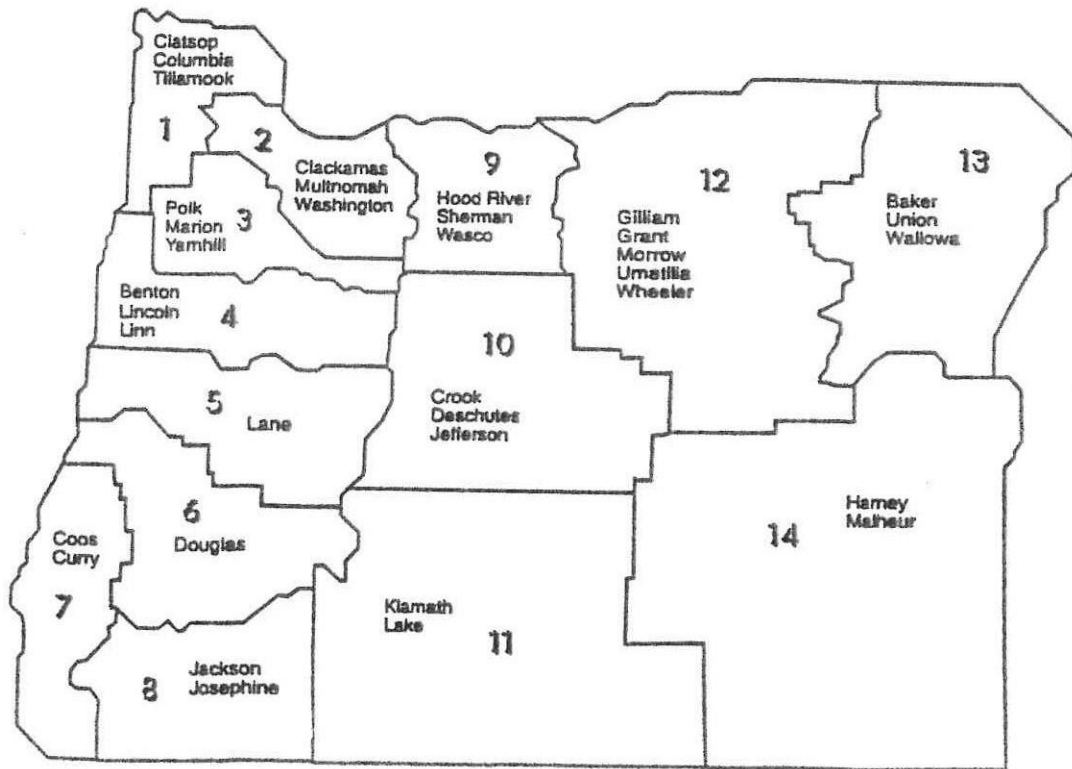 Clatsop
Columbia
Tillamook
1
2
Clackamas
Multnomah
Washington
3
Polk
Marion
Yamhill
Benton
Lincoln
Linn
4
5
Lane
6
Douglas
Coos
Curry
7
8
Jackson
Josephine
9
Hood River
Sherman
Wasco
10
Crook
Deschutes
Jefferson
Klamath
Lake
11
12
Gilliam
Grant
Morrow
Umatilla
Wheeler
13
Baker
Union
Wallowa
14
Harney
Malheur